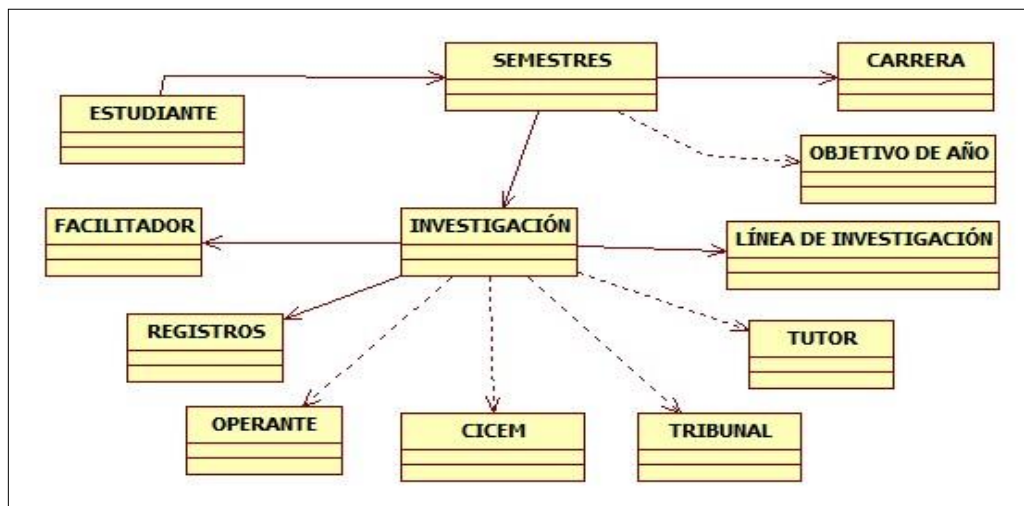 SEMESTRES
CARRERA
ESTUDIANTE
OBJETIVO DE AÑO
FACILITADOR
INVESTIGACIÓN
LÍNEA DE INVESTIGACIÓN
REGISTROS
TUTOR
OPERANTE
CICEM
TRIBUNAL